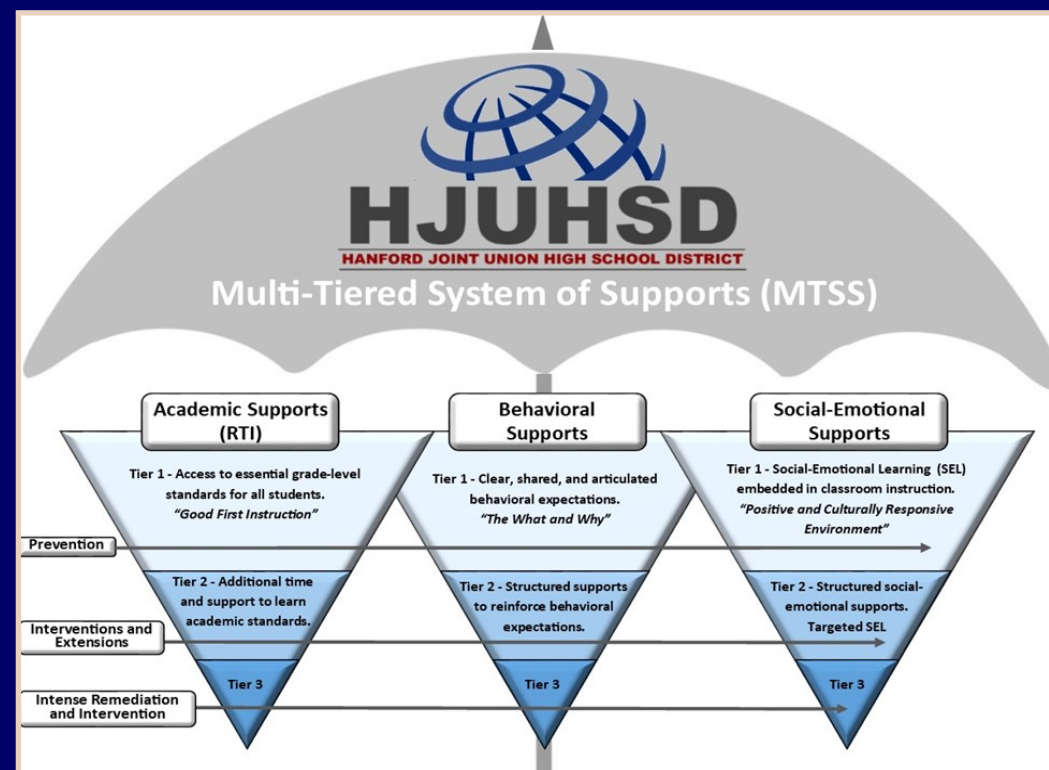 HJUHSD
HANFORD JOINT UNION HIGH SCHOOL DISTRICT
Multi-Tiered System of Supports (MTSS)
Academic Supports
(RTI)
Tier 1 - Access to essential grade-level
standards for all students.
“Good First Instruction”
Behavioral
Supports
Tier 1 - Clear, shared, and articulated
behavioral expectations.
“The What and Why”
Social-Emotional
Supports
Tier 1 - Social-Emotional Learning (SEL)
embedded in classroom instruction.
“Positive and Culturally Responsive
Environment”
Prevention
Tier 2 - Additional time
and support to learn
academic standards.
Tier 2 - Structured supports
to reinforce behavioral
expectations.
Tier 2 - Structured social-
emotional supports.
Targeted SEL
Interventions and
Extensions
Tier 3
Tier 3
Tier 3
Intense Remediation
and Intervention